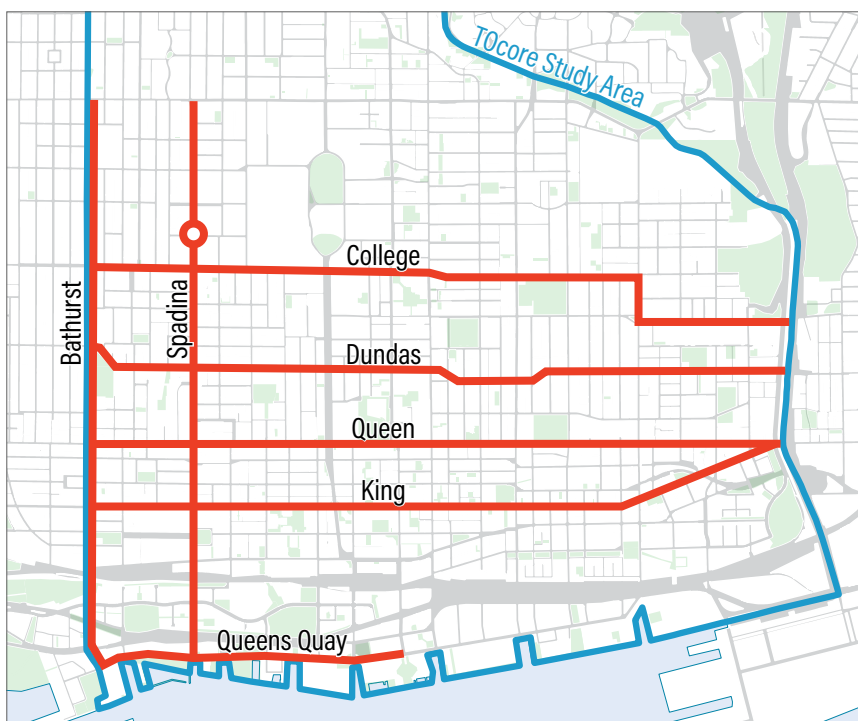 TOcore Study Area
College
Bathurst
Spadina
Dundas
Queen
King
Queens Quay